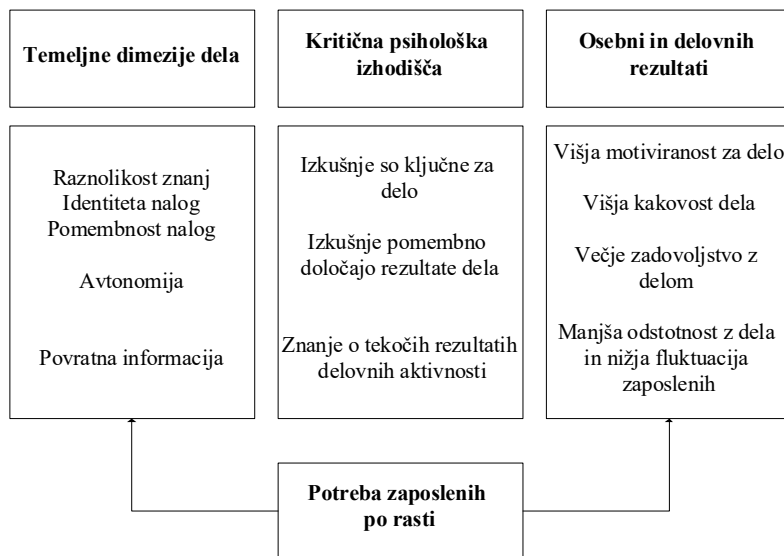 Temeljne dimezije dela
Kritična psihološka
izhodišča
Osebni in delovnih
rezultati
Raznolikost znanj
Identiteta nalog
Pomembnost nalog
Avtonomija
Povratna informacija
Izkušnje so ključne za
delo
Izkušnje pomembno
določajo rezultate dela
Znanje o tekočih rezultatih
delovnih aktivnosti
Višja motiviranost za delo
Višja kakovost dela
Večje zadovoljstvo z
delom
Manjša odstotnost z dela
in nižja fluktuacija
zaposlenih
Potreba zaposlenih
po rasti